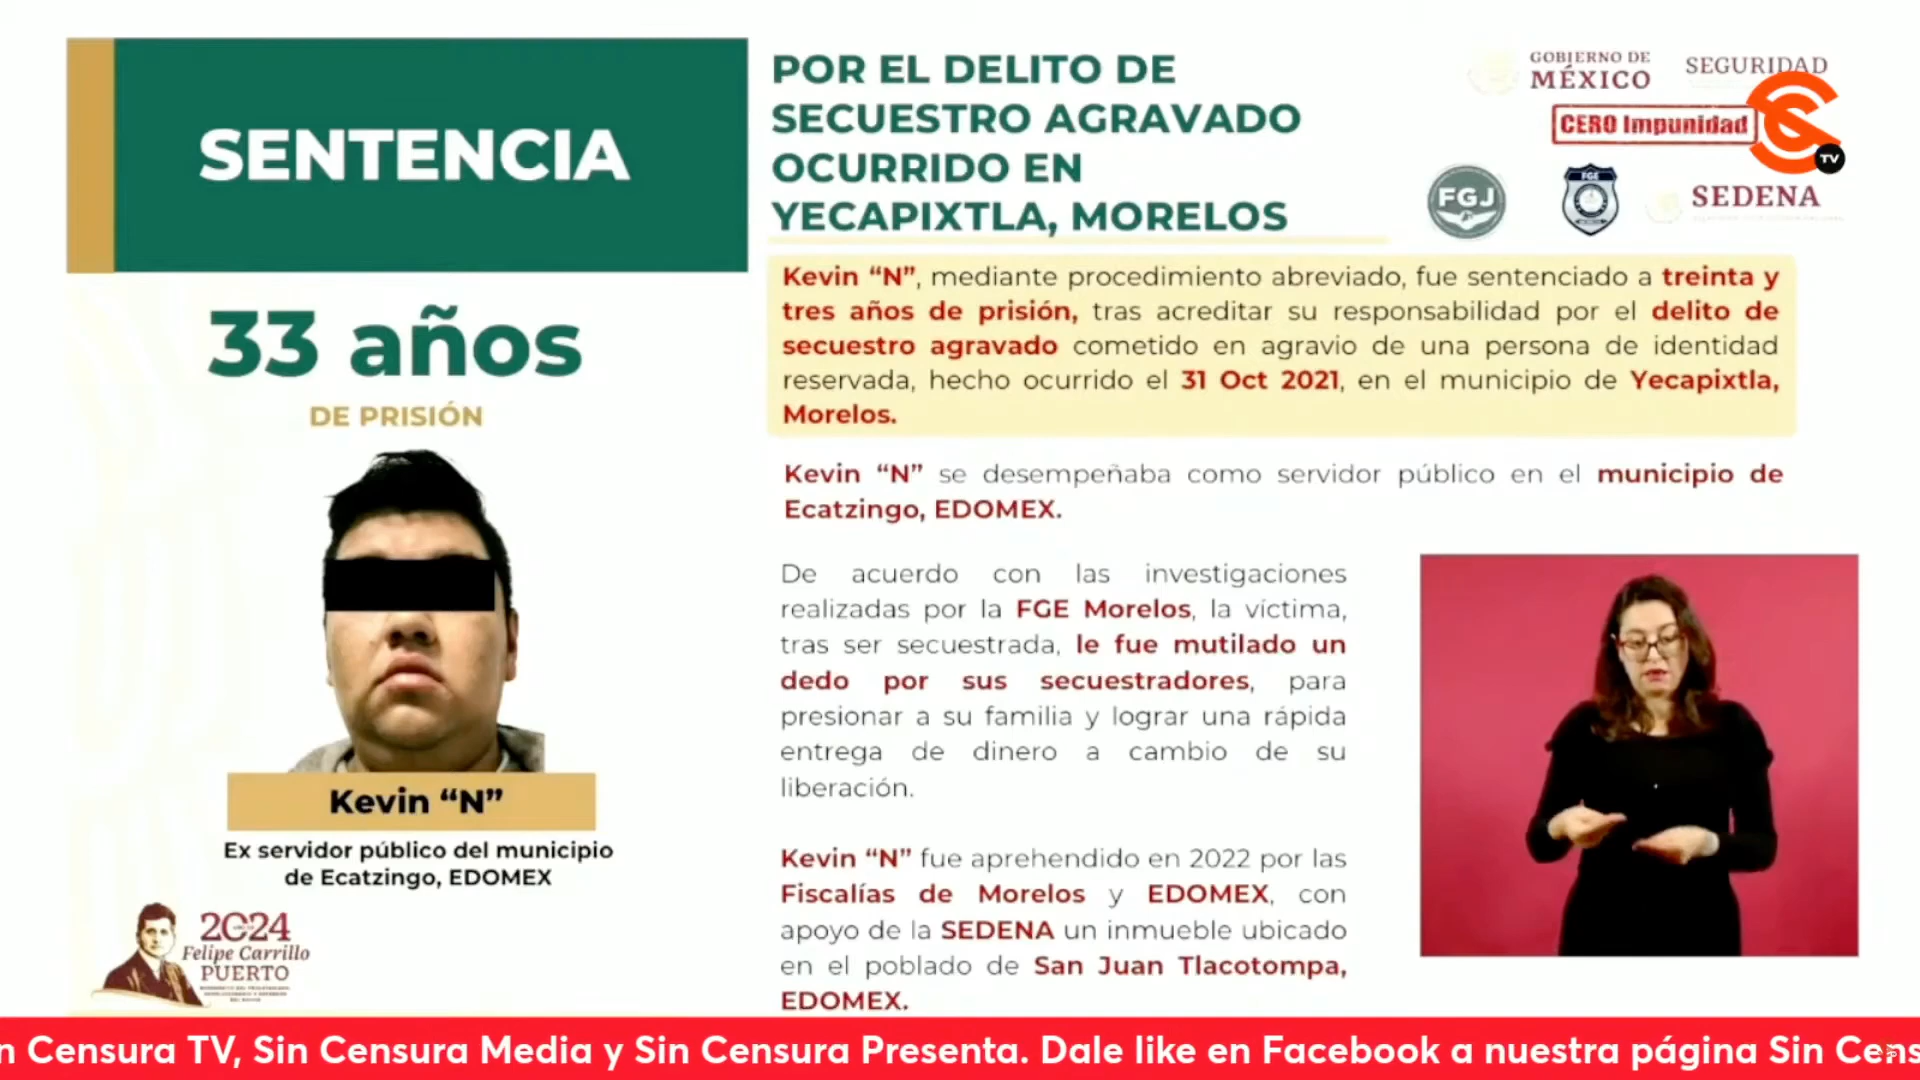 SENTENCIA
33 años
DE PRISIÓN
Kevin “N”
Ex servidor público del municipio
de Ecatzingo, EDOMEX
2024
Felipe Carrillo
PUERTO
POR EL DELITO DE
SECUESTRO AGRAVADO
OCURRIDO EN
YECAPIXTLA, MORELOS
GOBIERNO DE
MÉXICO
SEGURIDAD
CERO Impunidad
TV
FGJ
FGE
SEDENA
Kevin “N”, mediante procedimiento abreviado, fue sentenciado a treinta y
tres años de prisión, tras acreditar su responsabilidad por el delito de
secuestro agravado cometido en agravio de una persona de identidad
reservada, hecho ocurrido el 31 Oct 2021, en el municipio de Yecapixtla,
Morelos.
Kevin “N” se desempeñaba como servidor público en el municipio de
Ecatzingo, EDOMEX.
De acuerdo con las investigaciones
realizadas por la FGE Morelos, la víctima,
tras ser secuestrada, le fue mutilado un
dedo por sus secuestradores, para
presionar a su familia y lograr una rápida
entrega de dinero a cambio de su
liberación.
Kevin “N” fue aprehendido en 2022 por las
Fiscalías de Morelos y EDOMEX, con
apoyo de la SEDENA un inmueble ubicado
en el poblado de San Juan Tlacotompa,
EDOMEX.
n Censura TV, Sin Censura Media y Sin Censura Presenta. Dale like en Facebook a nuestra página Sin Cens